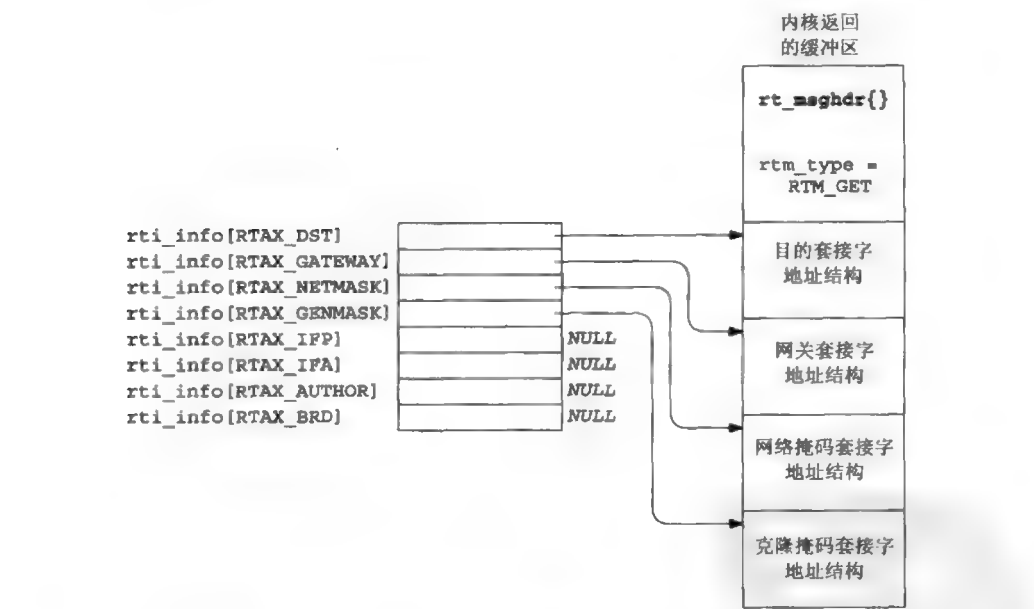 内核返回
的缓冲区
rt_msghdr{}
rtm_type =
RTM_GET
rti_info[RTAX_DST]
rti_info[RTAX_GATEWAY]
rti_info[RTAX_NETMASK]
rti_info[RTAX_GENMASK]
rti_info[RTAX_IFP]
NULL
rti_info[RTAX_IFA]
NULL
rti_info[RTAX_AUTHOR]
NULL
rti_info[RTAX_BRD]
NULL
目的套接字
地址结构
网关套接字
地址结构
网络掩码套接字
地址结构
克隆掩码套接字
地址结构